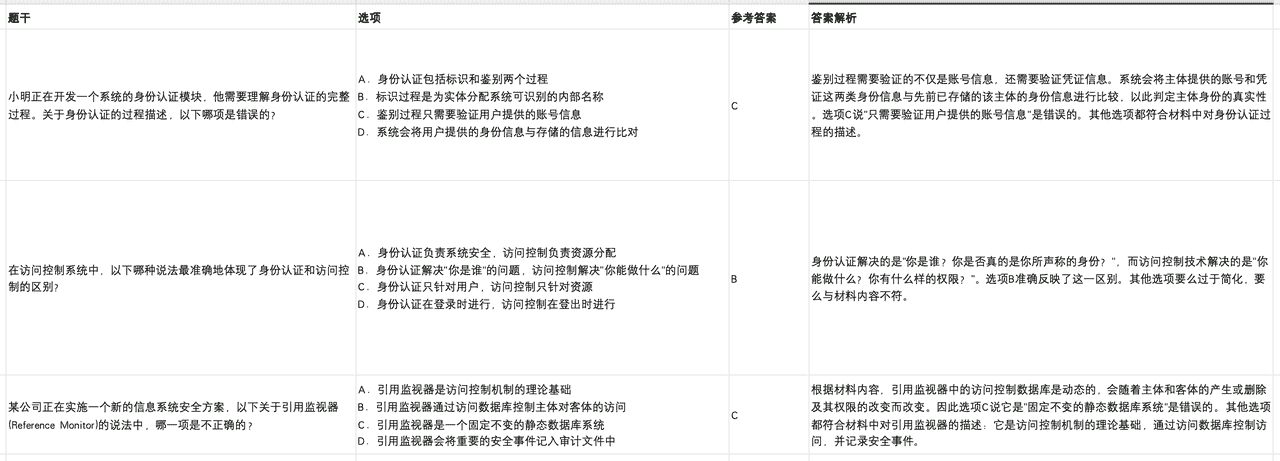 题干
选项
参考答案
答案解析
小明正在开发一个系统的身份认证模块，他需要理解身份认证的完整
过程。关于身份认证的过程描述，以下哪项是错误的？
A. 身份认证包括标识和鉴别两个过程
B. 标识过程是为实体分配系统可识别的内部名称
C. 鉴别过程只需要验证用户提供的账号信息
D. 系统会将用户提供的身份信息与存储的信息进行比对
C
鉴别过程需要验证的不仅是账号信息，还需要验证凭证信息。系统会将主体提供的账号和凭
证这两类身份信息与先前已存储的该主体的身份信息进行比较，以此判定主体身份的真实性
。选项C说"只需要验证用户提供的账号信息"是错误的。其他选项都符合材料中对身份认证过
程的描述。
在访问控制系统中，以下哪种说法最准确地体现了身份认证和访问控
制的区别？
A. 身份认证负责系统安全，访问控制负责资源分配
B. 身份认证解决"你是谁"的问题，访问控制解决"你能做什么"的问题
C. 身份认证只针对用户，访问控制只针对资源
D. 身份认证在登录时进行，访问控制在登出时进行
B
身份认证解决的是"你是谁？你是否真的是你所声称的身份？"，而访问控制技术解决的是"你
能做什么？你有什么样的权限？"。选项B准确反映了这一区别。其他选项要么过于简化，要
么与材料内容不符。
某公司正在实施一个新的信息系统安全方案，以下关于引用监视器
(Reference Monitor)的说法中，哪一项是不正确的？
A. 引用监视器是访问控制机制的理论基础
B. 引用监视器通过访问数据库控制主体对客体的访问
C. 引用监视器是一个固定不变的静态数据库系统
D. 引用监视器会将重要的安全事件记入审计文件中
C
根据材料内容，引用监视器中的访问控制数据库是动态的，会随着主体和客体的产生或删除
及其权限的改变而改变。因此选项C说它是"固定不变的静态数据库系统"是错误的。其他选项
都符合材料中对引用监视器的描述：它是访问控制机制的理论基础，通过访问数据库控制访
问，并记录安全事件。